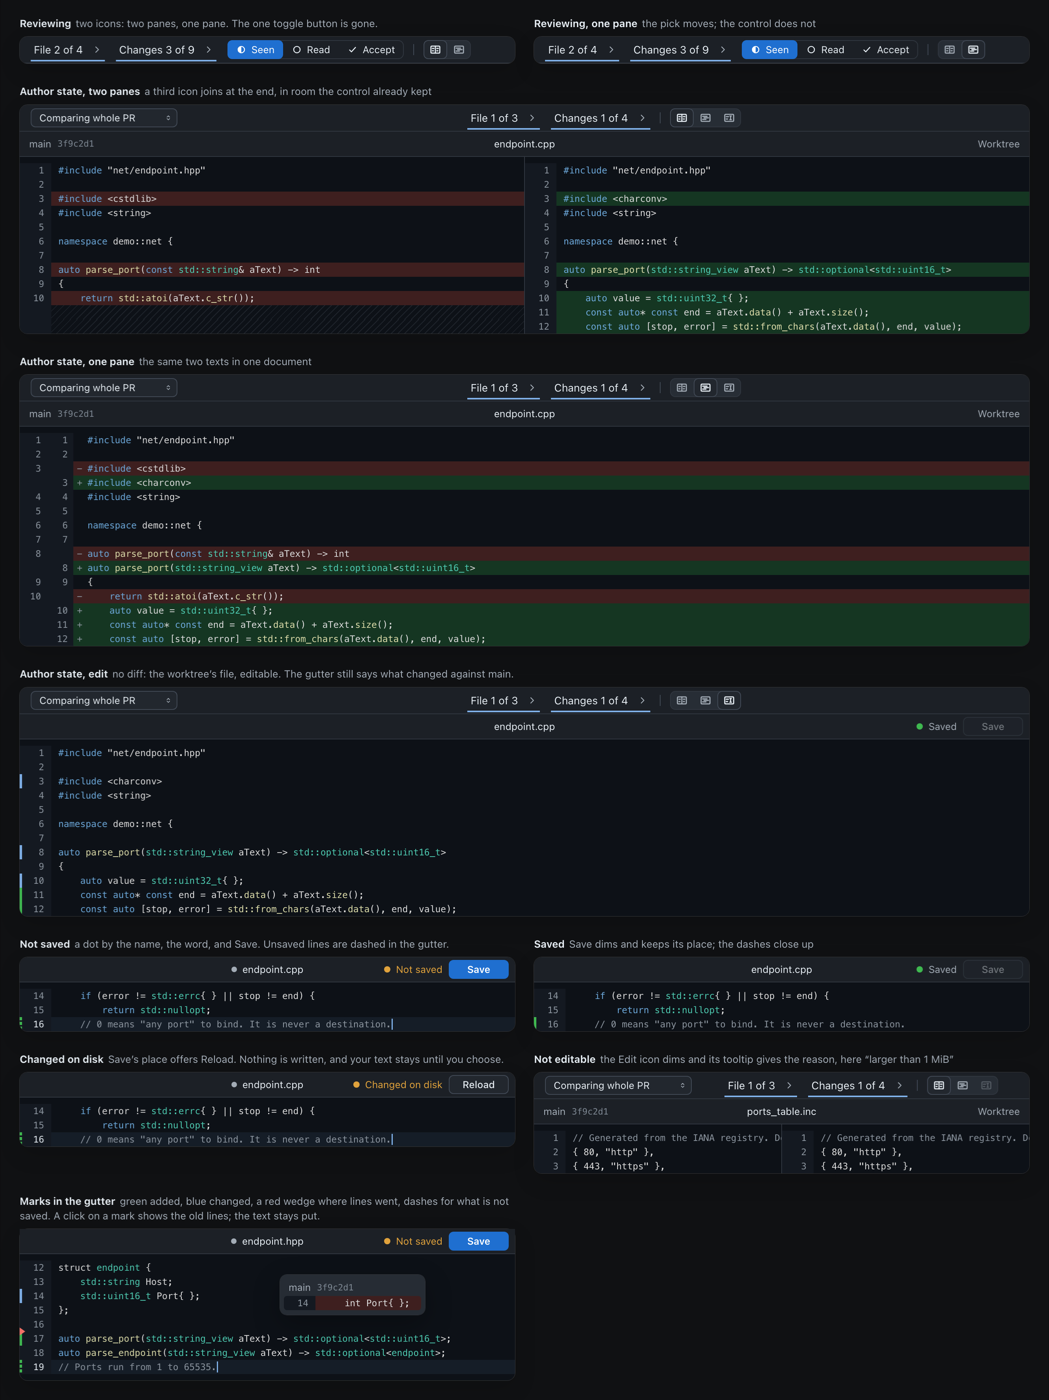 Reviewing two icons: two panes, one pane. The one toggle button is gone.
File 2 of 4 Changes 3 of 9 Seen Read Accept
Reviewing, one pane the pick moves; the control does not
File 2 of 4 Changes 3 of 9 Seen Read Accept
Author state, two panes a third icon joins at the end, in room the control already kept
Comparing whole PR File 1 of 3 Changes 1 of 4
main 3f9c2d1 endpoint.cpp Worktree
1 #include "net/endpoint.hpp"
2
3 #include <cstdlib>
4 #include <string>
5
6 namespace demo::net {
7
8 auto parse_port(const std::string& aText) -> int
9 {
10 return std::atoi(aText.c_str());
1 #include "net/endpoint.hpp"
2
3 #include <charconv>
4 #include <string>
5
6 namespace demo::net {
7
8 auto parse_port(std::string_view aText) -> std::optional<std::uint16_t>
9 {
10 auto value = std::uint32_t{ };
11 const auto* const end = aText.data() + aText.size();
12 const auto [stop, error] = std::from_chars(aText.data(), end, value);
Author state, one pane the same two texts in one document
Comparing whole PR File 1 of 3 Changes 1 of 4
main 3f9c2d1 endpoint.cpp Worktree
1 1 #include "net/endpoint.hpp"
2 2
3 − #include <cstdlib>
3 + #include <charconv>
4 4 #include <string>
5 5
6 6 namespace demo::net {
7 7
8 − auto parse_port(const std::string& aText) -> int
8 + auto parse_port(std::string_view aText) -> std::optional<std::uint16_t>
9 9 {
10 − return std::atoi(aText.c_str());
10 + auto value = std::uint32_t{ };
11 + const auto* const end = aText.data() + aText.size();
12 + const auto [stop, error] = std::from_chars(aText.data(), end, value);
Author state, edit no diff: the worktree's file, editable. The gutter still says what changed against main.
Comparing whole PR File 1 of 3 Changes 1 of 4
endpoint.cpp Saved Save
1 #include "net/endpoint.hpp"
2
3 #include <charconv>
4 #include <string>
5
6 namespace demo::net {
7
8 auto parse_port(std::string_view aText) -> std::optional<std::uint16_t>
9 {
10 auto value = std::uint32_t{ };
11 const auto* const end = aText.data() + aText.size();
12 const auto [stop, error] = std::from_chars(aText.data(), end, value);
Not saved a dot by the name, the word, and Save. Unsaved lines are dashed in the gutter.
endpoint.cpp Not saved Save
14 if (error != std::errc{ } || stop != end) {
15 return std::nullopt;
16 // 0 means "any port" to bind. It is never a destination.
Saved Save dims and keeps its place; the dashes close up
endpoint.cpp Saved Save
14 if (error != std::errc{ } || stop != end) {
15 return std::nullopt;
16 // 0 means "any port" to bind. It is never a destination.
Changed on disk Save's place offers Reload. Nothing is written, and your text stays until you choose.
endpoint.cpp Changed on disk Reload
14 if (error != std::errc{ } || stop != end) {
15 return std::nullopt;
16 // 0 means "any port" to bind. It is never a destination.
Not editable the Edit icon dims and its tooltip gives the reason, here “larger than 1 MiB”
Comparing whole PR File 1 of 3 Changes 1 of 4
main 3f9c2d1 ports_table.inc Worktree
1 // Generated from the IANA registry. D
2 { 80, "http" },
3 { 443, "https" },
1 // Generated from the IANA registry. D
2 { 80, "http" },
3 { 443, "https" },
Marks in the gutter green added, blue changed, a red wedge where lines went, dashes for what is not
saved. A click on a mark shows the old lines; the text stays put.
endpoint.hpp Not saved Save
12 struct endpoint {
13 std::string Host;
14 std::uint16_t Port{ };
15 };
16
17 auto parse_port(std::string_view aText) -> std::optional<std::uint16_t>;
18 auto parse_endpoint(std::string_view aText) -> std::optional<endpoint>;
19 // Ports run from 1 to 65535.
main 3f9c2d1
14 int Port{ };